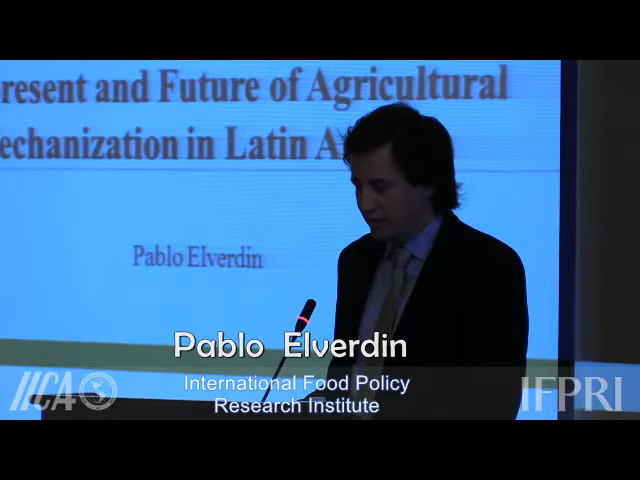 resent and Future of Agricultural
echanization in Latin A
Pablo Elverdin
Pablo Elverdin
International Food Policy
Research Institute
IICA
IFPRI